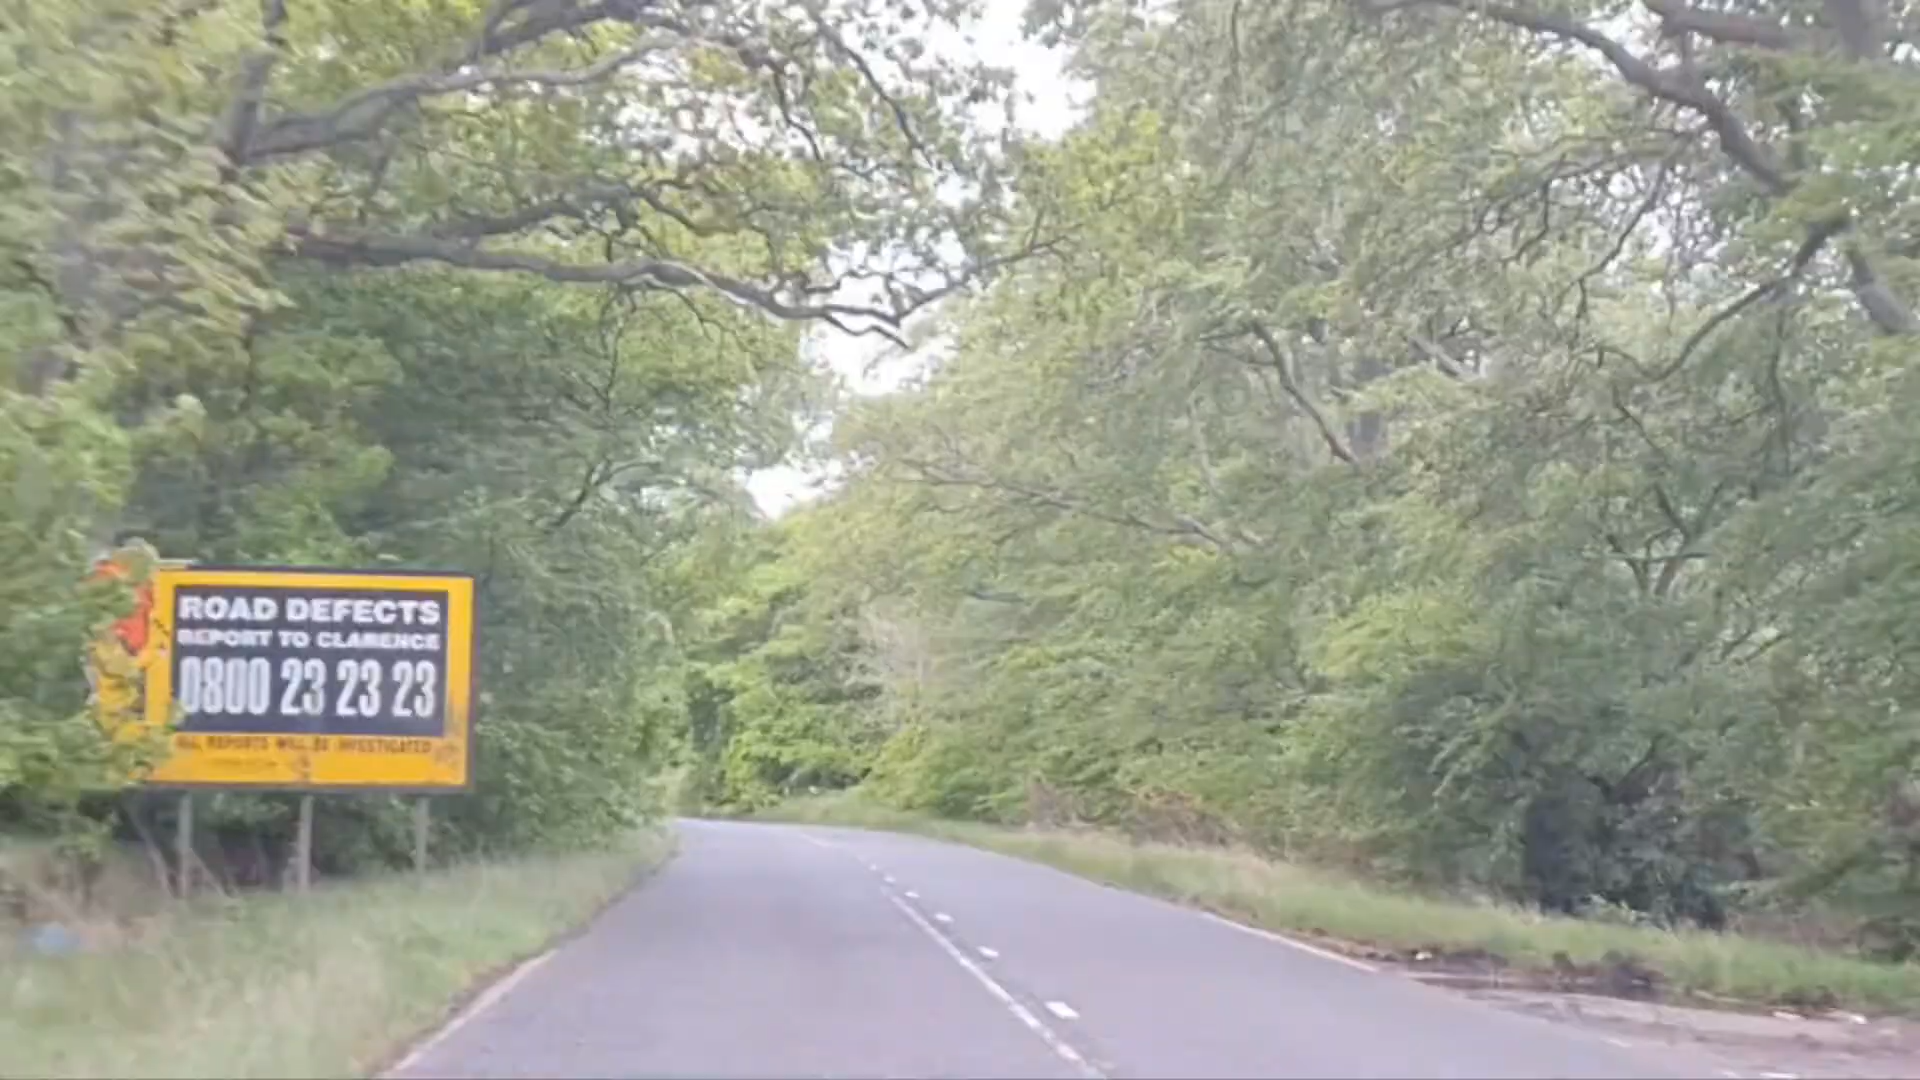 ROAD DEFECTS
REPORT TO CLARENCE
0800 23 23 23
ALL REPORTS WILL BE INVESTIGATED